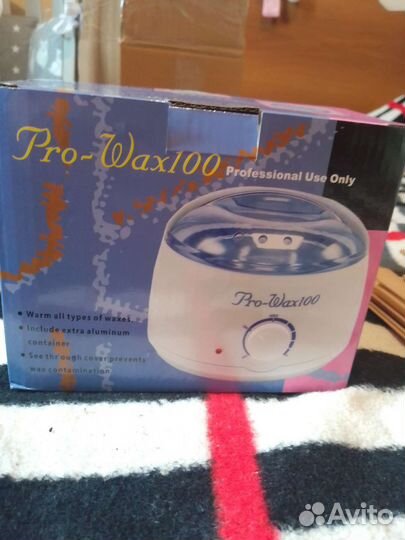 Pro-Wax100 Professional Use Only
Pro-Wax100
• Warm all types of waxes.
• Include extra aluminum
container
• See through cover prevents
wax contamination.
Avito